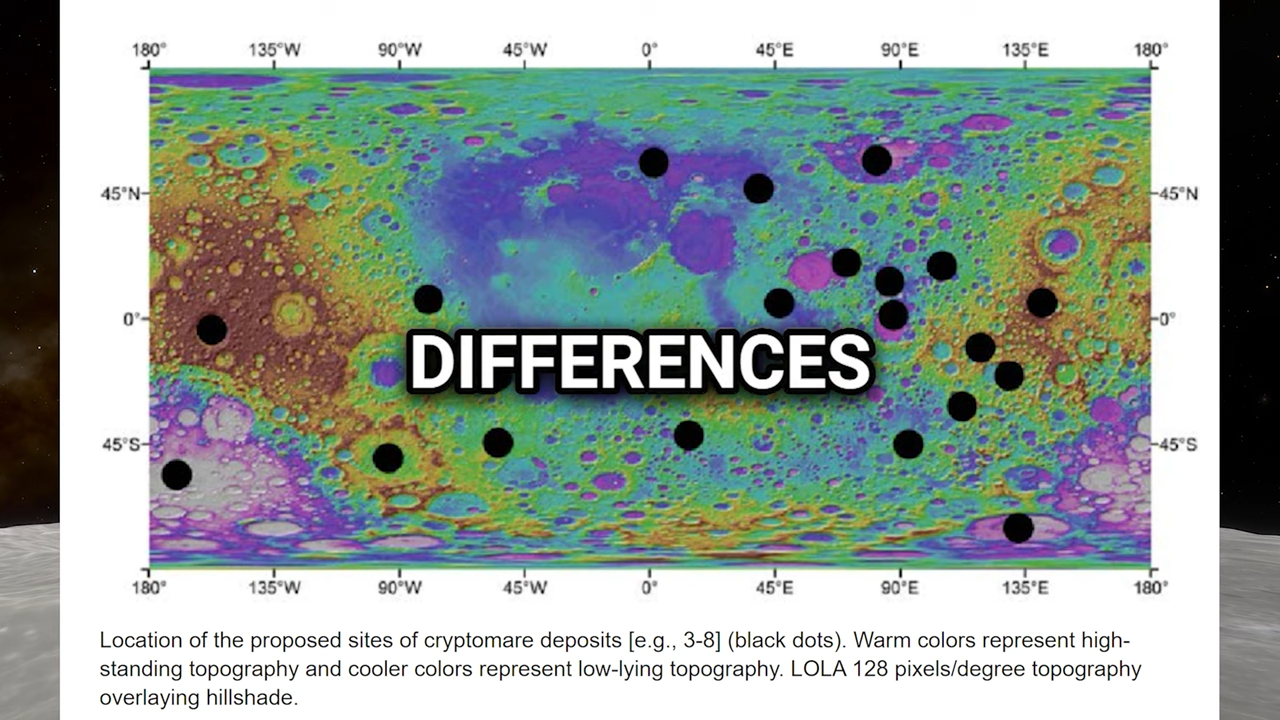 180° 135°W 90°W 45°W 0° 45°E 90°E 135°E 180°
45°N 45°N
0° 0°
DIFFERENCES
45°S 45°S
180° 135°W 90°W 45°W 0° 45°E 90°E 135°E 180°
Location of the proposed sites of cryptomare deposits [e.g., 3-8] (black dots). Warm colors represent high-
standing topography and cooler colors represent low-lying topography. LOLA 128 pixels/degree topography
overlaying hillshade.